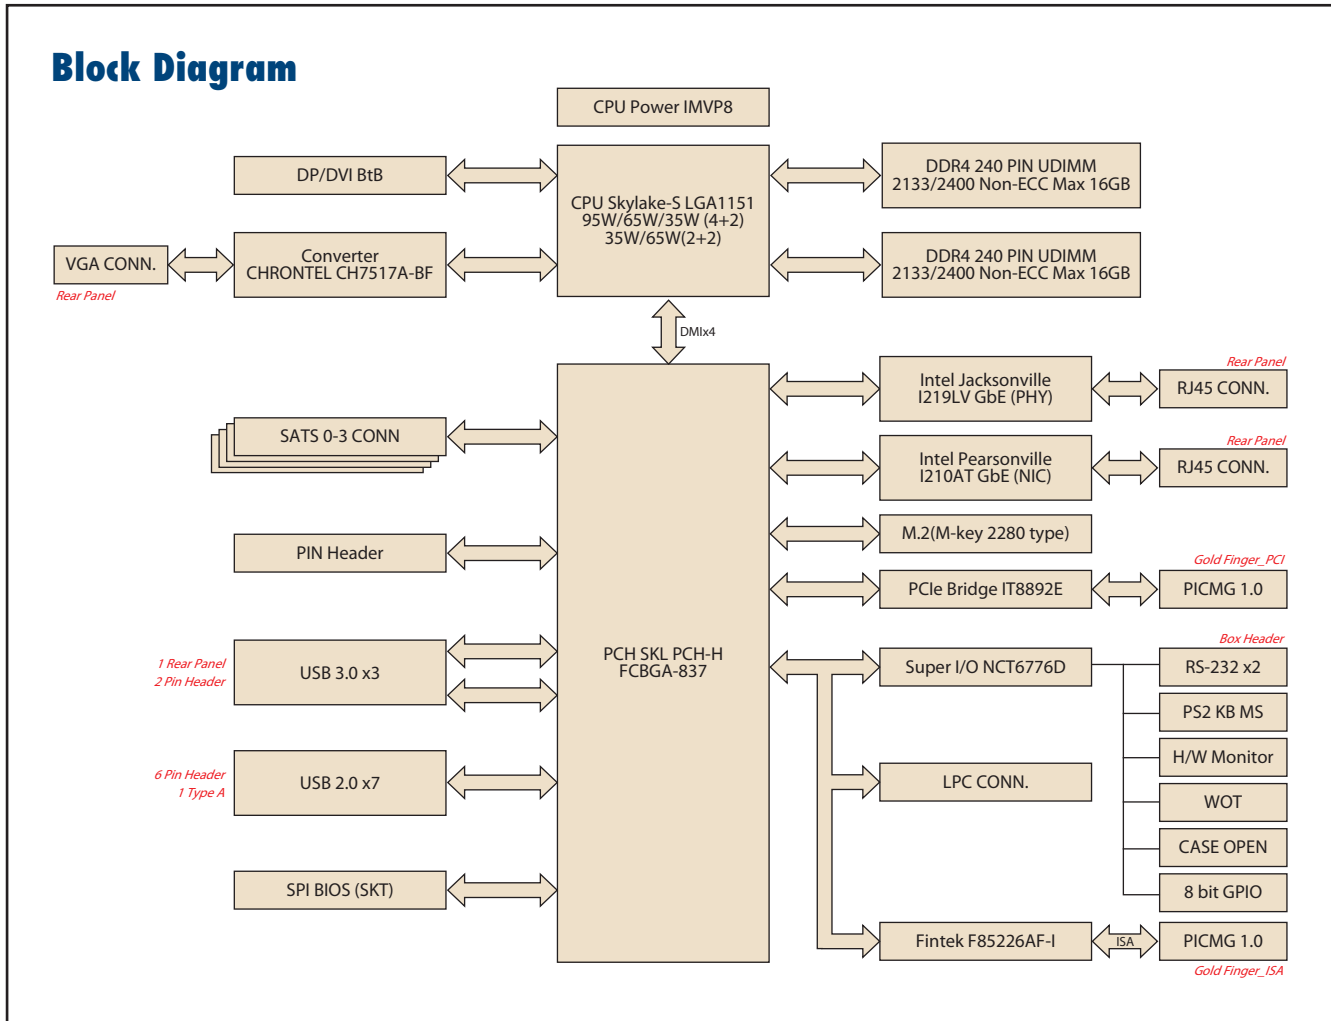 Block Diagram
CPU Power IMVP8
DP/DVI BtB
CPU Skylake-S LGA1151
95W/65W/35W (4+2)
35W/65W(2+2)
DDR4 240 PIN UDIMM
2133/2400 Non-ECC Max 16GB
VGA CONN.
Rear Panel
Converter
CHRONTEL CH7517A-BF
DDR4 240 PIN UDIMM
2133/2400 Non-ECC Max 16GB
DMIx4
PCH SKL PCH-H
FCBGA-837
SATS 0-3 CONN
PIN Header
1 Rear Panel
2 Pin Header
USB 3.0 x3
6 Pin Header
1 Type A
USB 2.0 x7
SPI BIOS (SKT)
Intel Jacksonville
I219LV GbE (PHY)
Rear Panel
RJ45 CONN.
Intel Pearsonville
I210AT GbE (NIC)
Rear Panel
RJ45 CONN.
M.2(M-key 2280 type)
PCIe Bridge IT8892E
Gold Finger_PCI
PICMG 1.0
Super I/O NCT6776D
Box Header
RS-232 x2
PS2 KB MS
H/W Monitor
WOT
CASE OPEN
8 bit GPIO
LPC CONN.
Fintek F85226AF-I
ISA
PICMG 1.0
Gold Finger_ISA